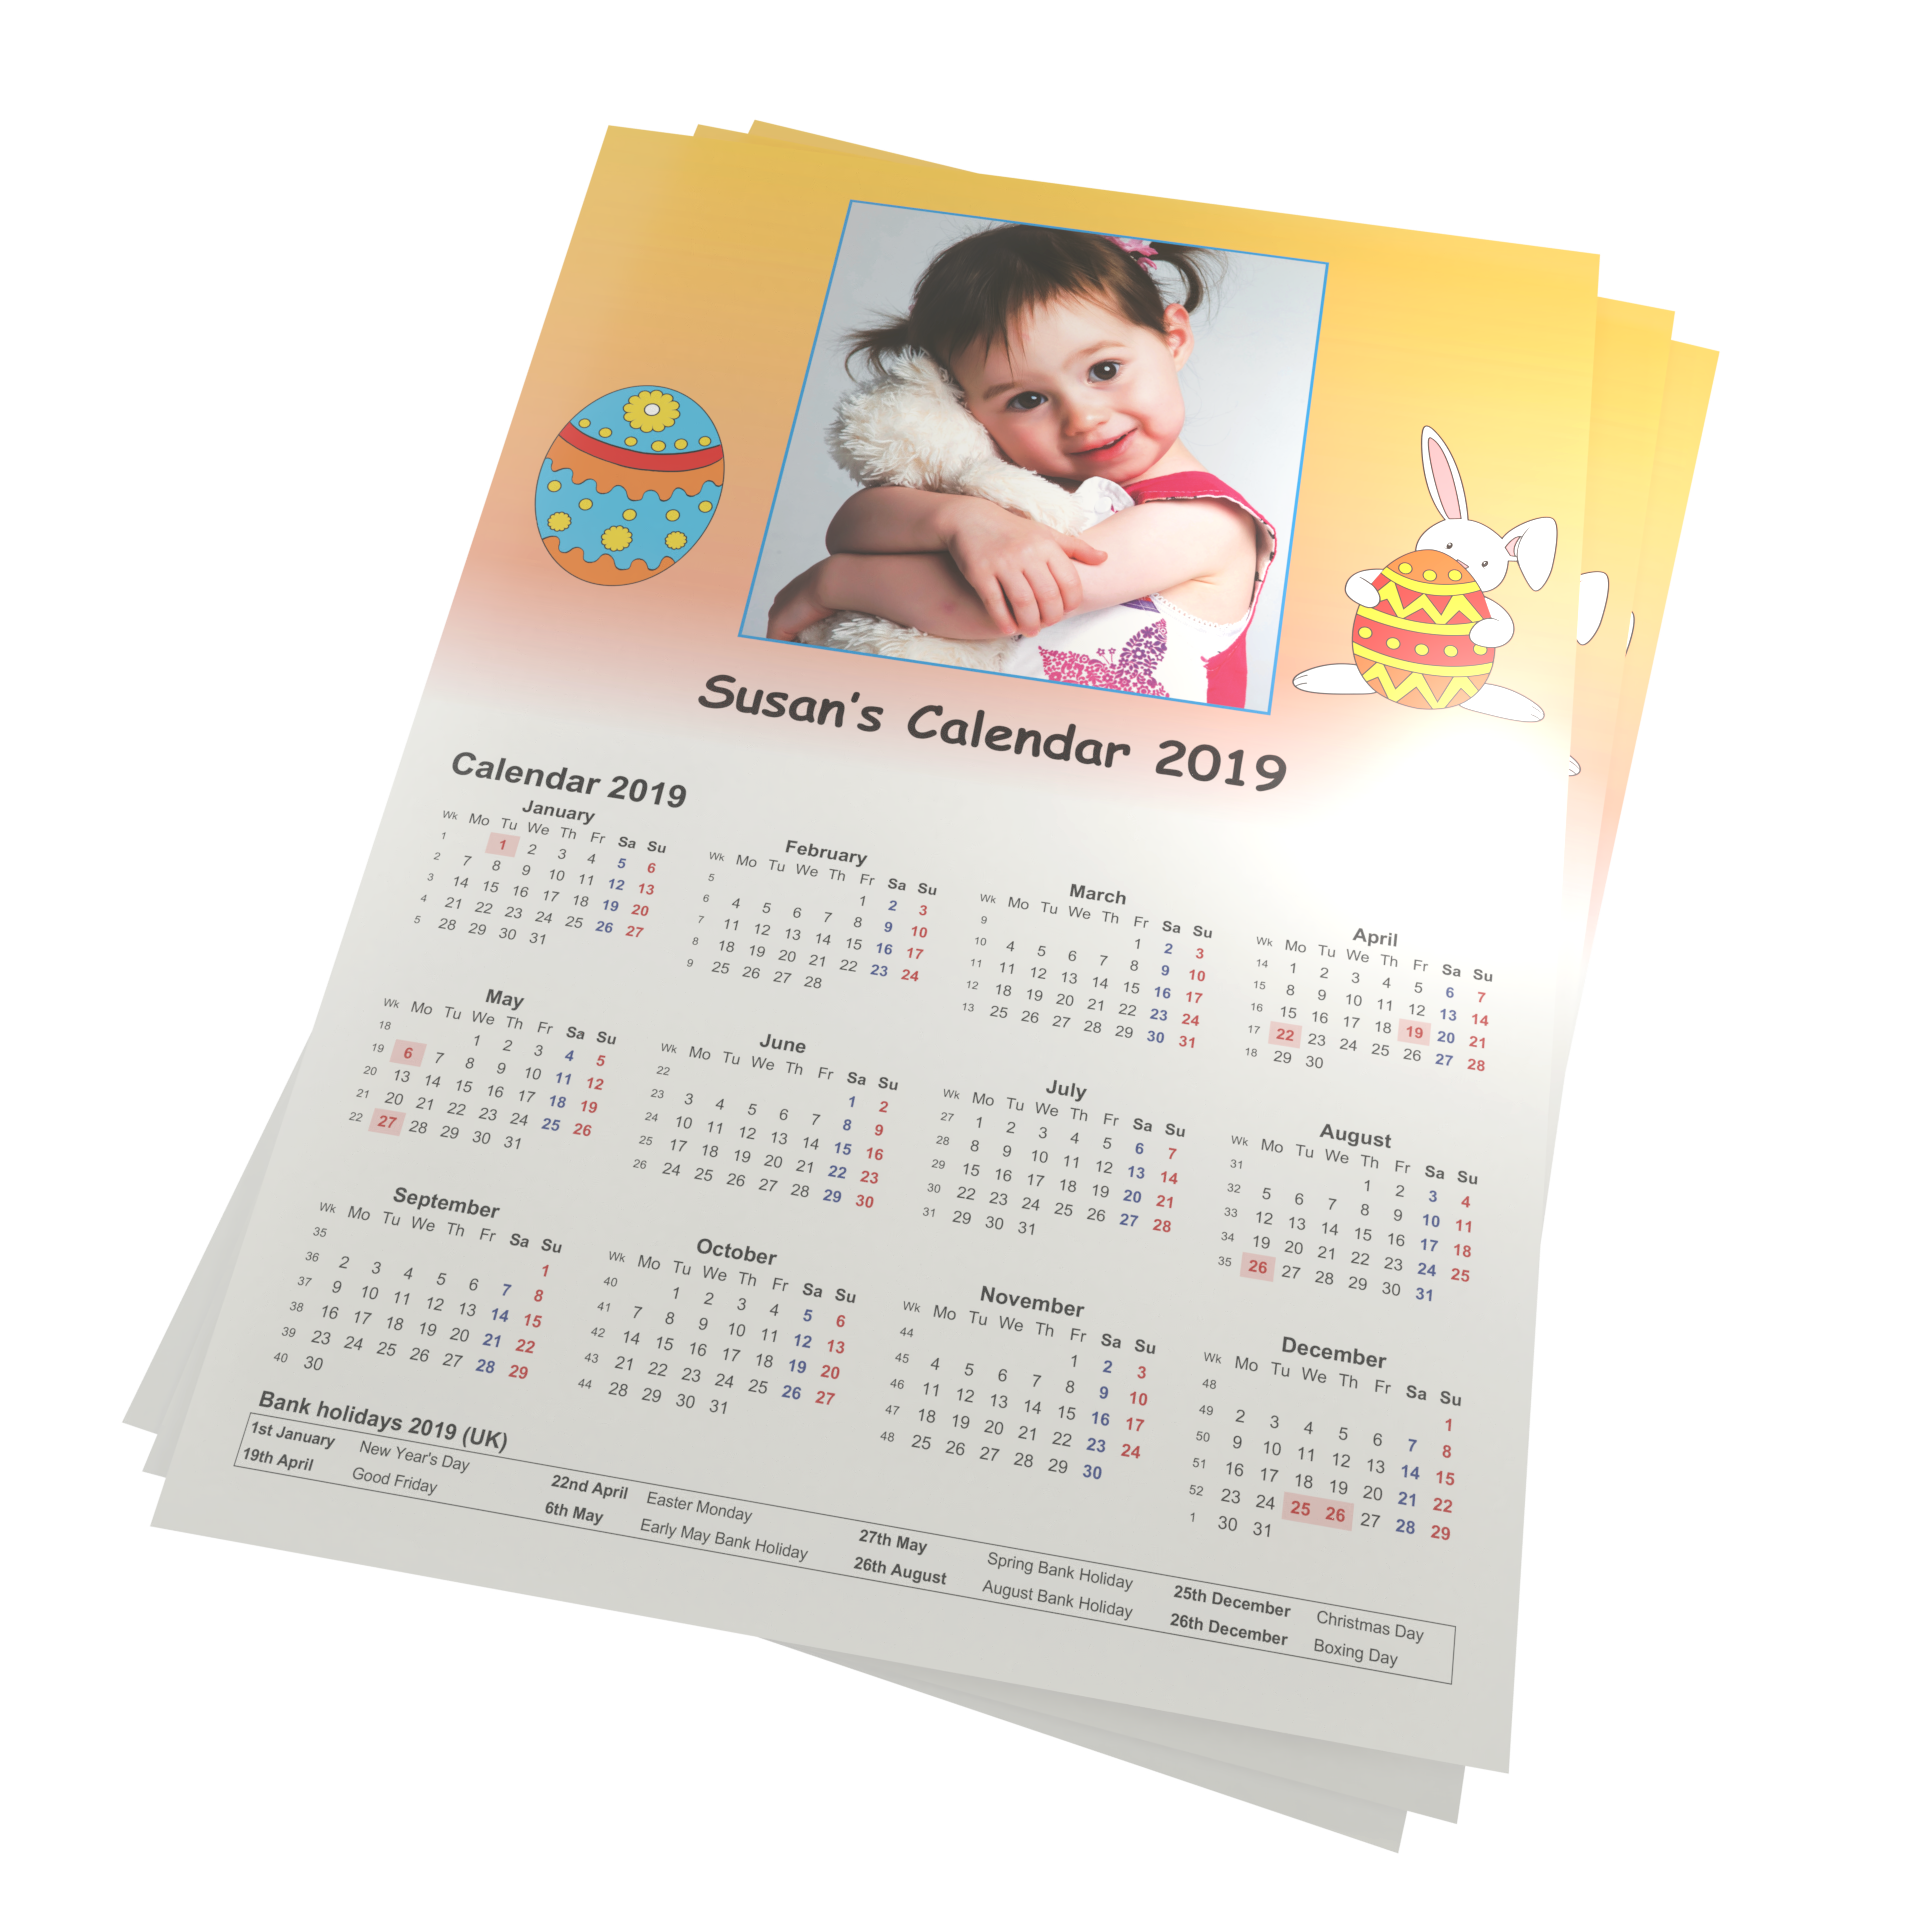 Susan's Calendar 2019
Calendar 2019
January
Wk Mo Tu We Th Fr Sa Su
1 1 2 3 4 5 6
2 7 8 9 10 11 12 13
3 14 15 16 17 18 19 20
4 21 22 23 24 25 26 27
5 28 29 30 31
February
Wk Mo Tu We Th Fr Sa Su
5 1 2 3
6 4 5 6 7 8 9 10
7 11 12 13 14 15 16 17
8 18 19 20 21 22 23 24
9 25 26 27 28
March
Wk Mo Tu We Th Fr Sa Su
9 1 2 3
10 4 5 6 7 8 9 10
11 11 12 13 14 15 16 17
12 18 19 20 21 22 23 24
13 25 26 27 28 29 30 31
April
Wk Mo Tu We Th Fr Sa Su
14 1 2 3 4 5 6 7
15 8 9 10 11 12 13 14
16 15 16 17 18 19 20 21
17 22 23 24 25 26 27 28
18 29 30
May
Wk Mo Tu We Th Fr Sa Su
18 1 2 3 4 5
19 6 7 8 9 10 11 12
20 13 14 15 16 17 18 19
21 20 21 22 23 24 25 26
22 27 28 29 30 31
June
Wk Mo Tu We Th Fr Sa Su
22 1 2
23 3 4 5 6 7 8 9
24 10 11 12 13 14 15 16
25 17 18 19 20 21 22 23
26 24 25 26 27 28 29 30
July
Wk Mo Tu We Th Fr Sa Su
27 1 2 3 4 5 6 7
28 8 9 10 11 12 13 14
29 15 16 17 18 19 20 21
30 22 23 24 25 26 27 28
31 29 30 31
August
Wk Mo Tu We Th Fr Sa Su
31 1 2 3 4
32 5 6 7 8 9 10 11
33 12 13 14 15 16 17 18
34 19 20 21 22 23 24 25
35 26 27 28 29 30 31
September
Wk Mo Tu We Th Fr Sa Su
35 1
36 2 3 4 5 6 7 8
37 9 10 11 12 13 14 15
38 16 17 18 19 20 21 22
39 23 24 25 26 27 28 29
40 30
October
Wk Mo Tu We Th Fr Sa Su
40 1 2 3 4 5 6
41 7 8 9 10 11 12 13
42 14 15 16 17 18 19 20
43 21 22 23 24 25 26 27
44 28 29 30 31
November
Wk Mo Tu We Th Fr Sa Su
44 1 2 3
45 4 5 6 7 8 9 10
46 11 12 13 14 15 16 17
47 18 19 20 21 22 23 24
48 25 26 27 28 29 30
December
Wk Mo Tu We Th Fr Sa Su
48 1
49 2 3 4 5 6 7 8
50 9 10 11 12 13 14 15
51 16 17 18 19 20 21 22
52 23 24 25 26 27 28 29
1 30 31
Bank holidays 2019 (UK)
1st January New Year's Day 22nd April Easter Monday 27th May Spring Bank Holiday 25th December Christmas Day
19th April Good Friday 6th May Early May Bank Holiday 26th August August Bank Holiday 26th December Boxing Day